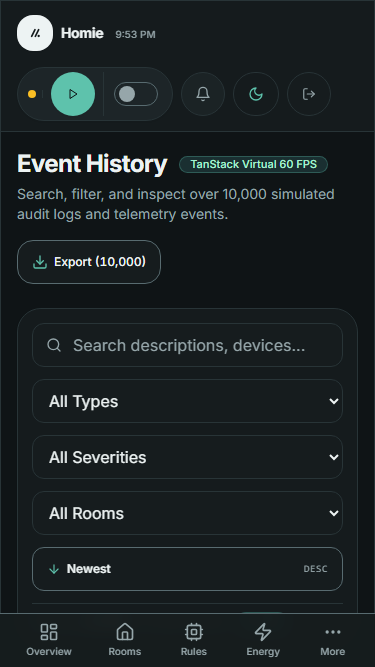 Homie 9:53 PM
Event History TanStack Virtual 60 FPS
Search, filter, and inspect over 10,000 simulated
audit logs and telemetry events.
Export (10,000)
Search descriptions, devices...
All Types
All Severities
All Rooms
Newest DESC
Overview Rooms Rules Energy More